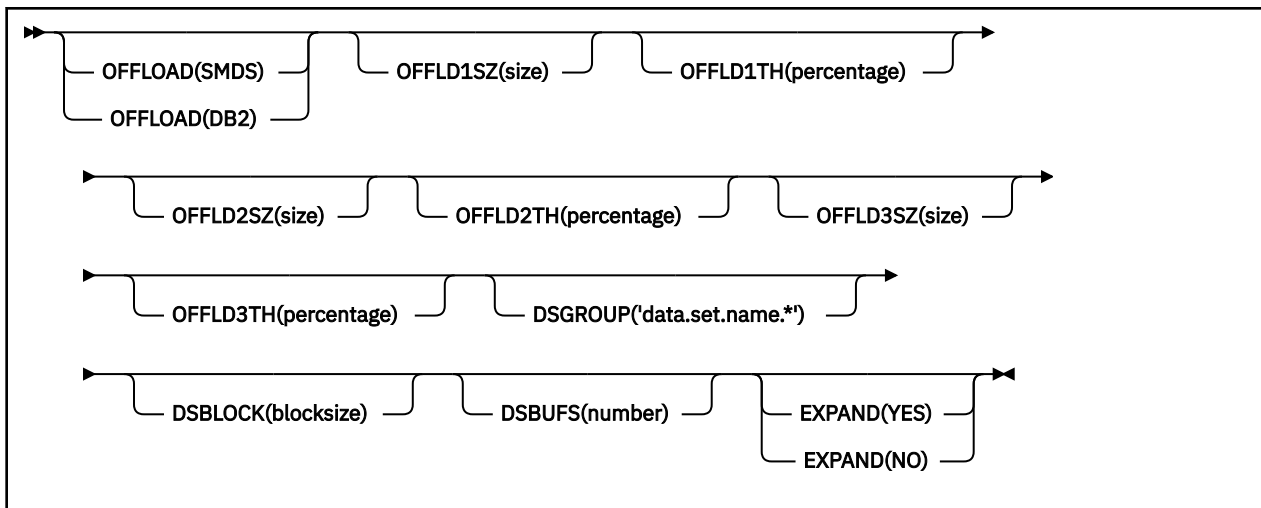 OFFLOAD(SMDS) OFFLD1SZ(size) OFFLD1TH(percentage)
OFFLOAD(DB2)
OFFLD2SZ(size) OFFLD2TH(percentage) OFFLD3SZ(size)
OFFLD3TH(percentage) DSGROUP('data.set.name.*')
DSBLOCK(blocksize) DSBUFS(number) EXPAND(YES)
EXPAND(NO)